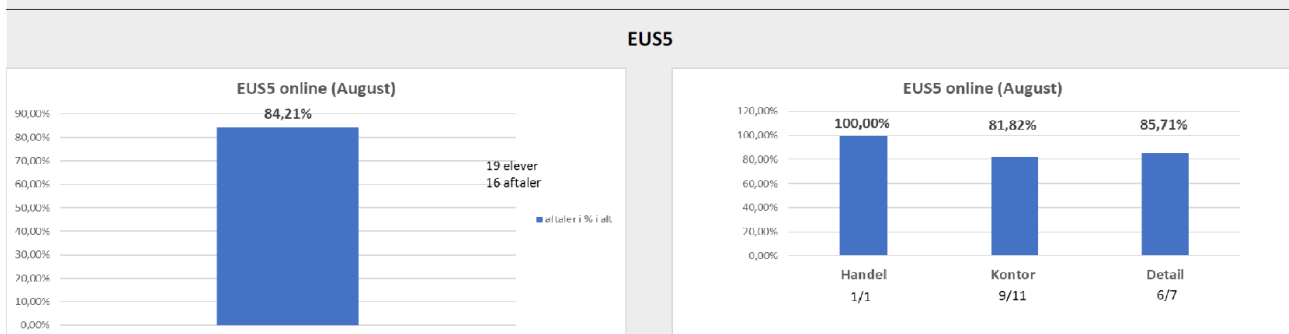 EUS5
EUS5 online (August)
90,00%
84,21%
80,00%
70,00%
19 elever
60,00%
16 aftaler
50,00%
aftaler i % i alt
40,00%
30,00%
20,00%
10,00%
0,00%
EUS5 online (August)
120,00%
100,00% 81,82% 85,71%
100,00%
80,00%
60,00%
40,00%
20,00%
0,00%
Handel Kontor Detail
1/1 9/11 6/7